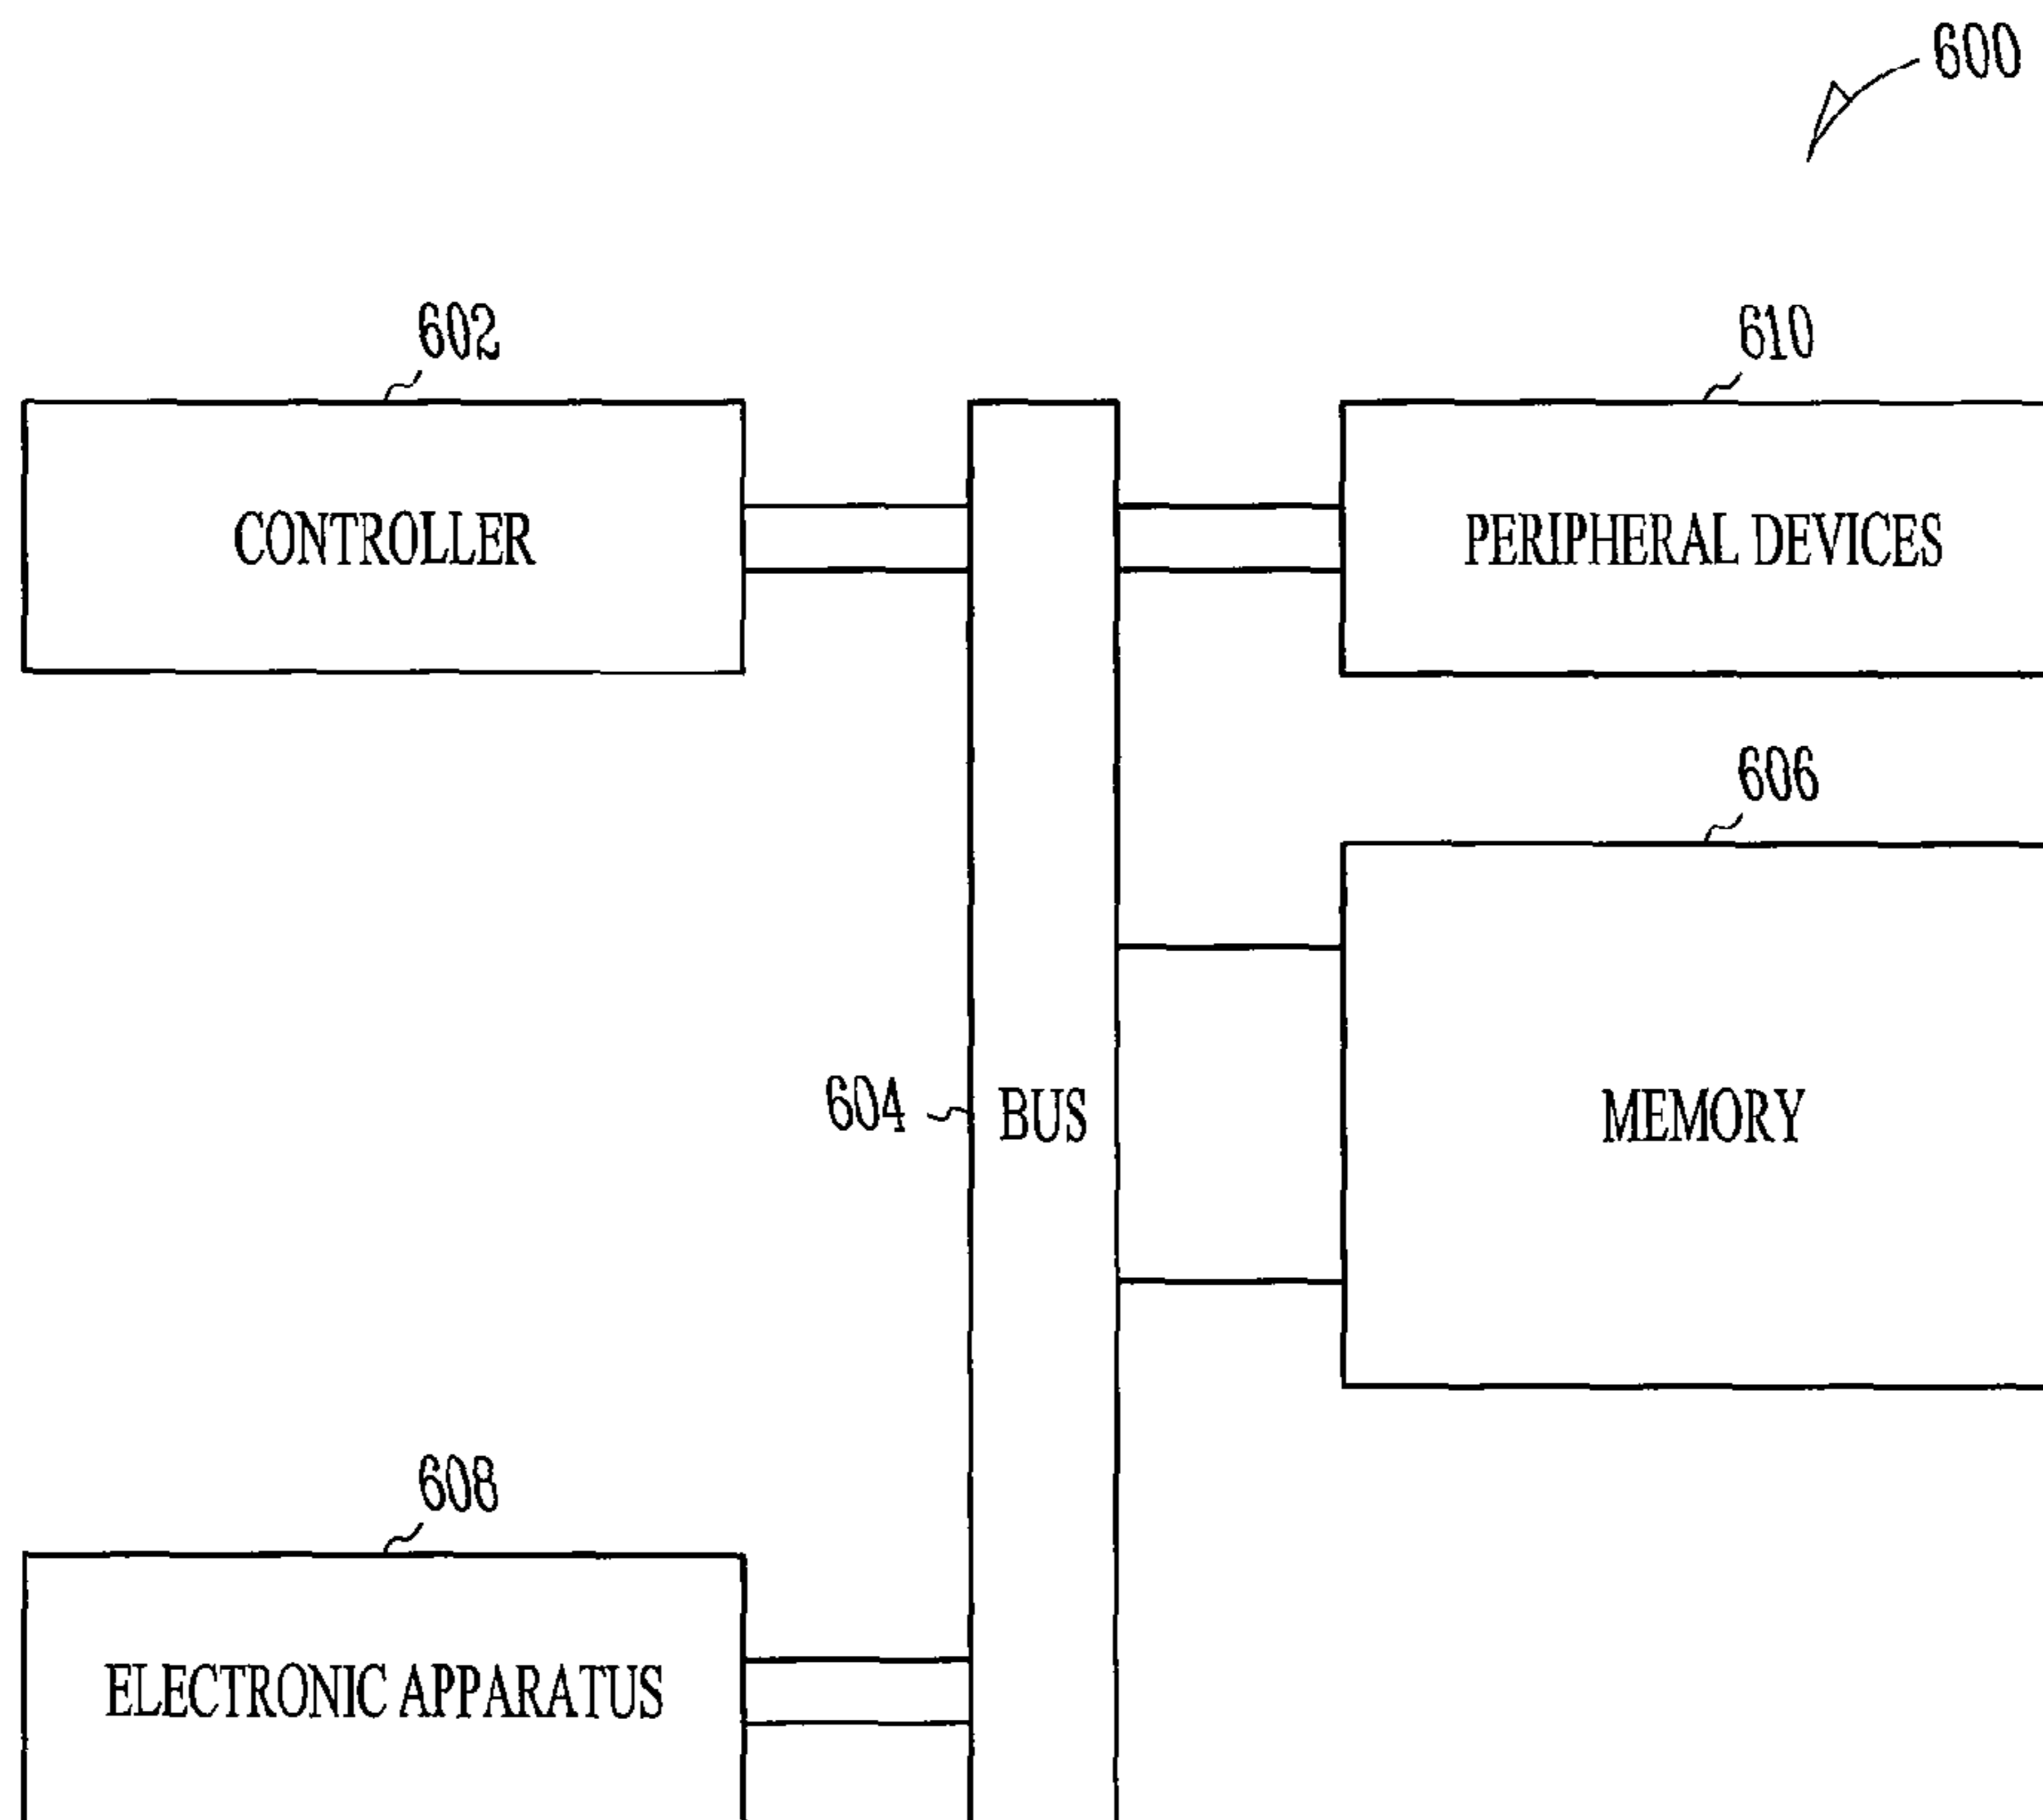 600
602
610
CONTROLLER
PERIPHERAL DEVICES
606
604
BUS
MEMORY
608
ELECTRONIC APPARATUS